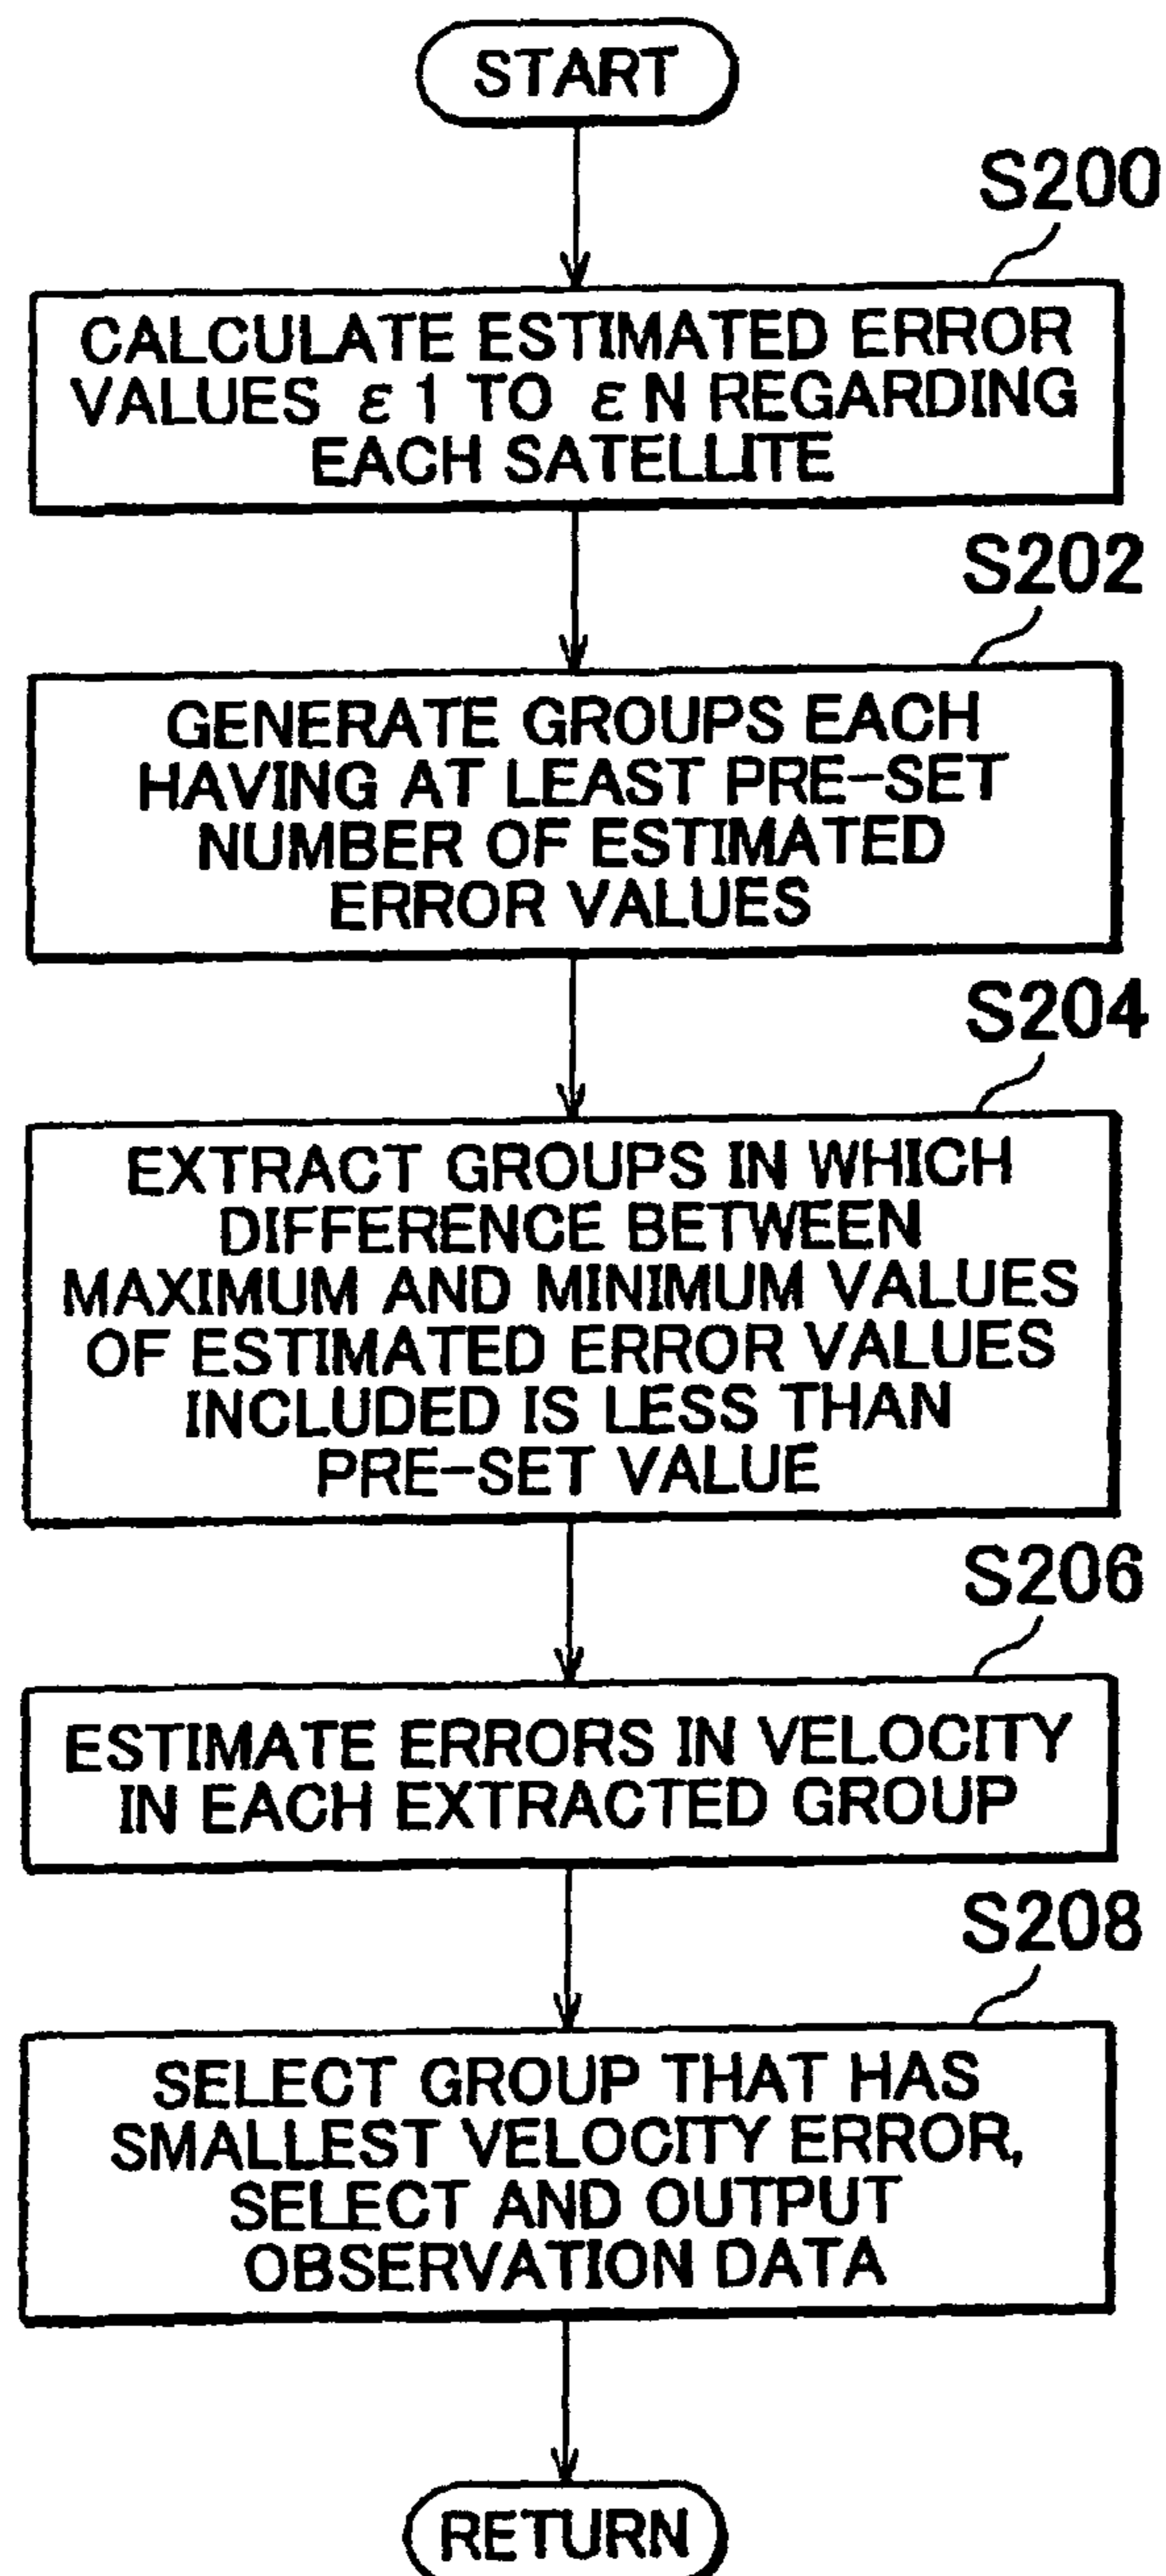 START
S200
CALCULATE ESTIMATED ERROR
VALUES ε1 TO εN REGARDING
EACH SATELLITE
S202
GENERATE GROUPS EACH
HAVING AT LEAST PRE-SET
NUMBER OF ESTIMATED
ERROR VALUES
S204
EXTRACT GROUPS IN WHICH
DIFFERENCE BETWEEN
MAXIMUM AND MINIMUM VALUES
OF ESTIMATED ERROR VALUES
INCLUDED IS LESS THAN
PRE-SET VALUE
S206
ESTIMATE ERRORS IN VELOCITY
IN EACH EXTRACTED GROUP
S208
SELECT GROUP THAT HAS
SMALLEST VELOCITY ERROR,
SELECT AND OUTPUT
OBSERVATION DATA
RETURN